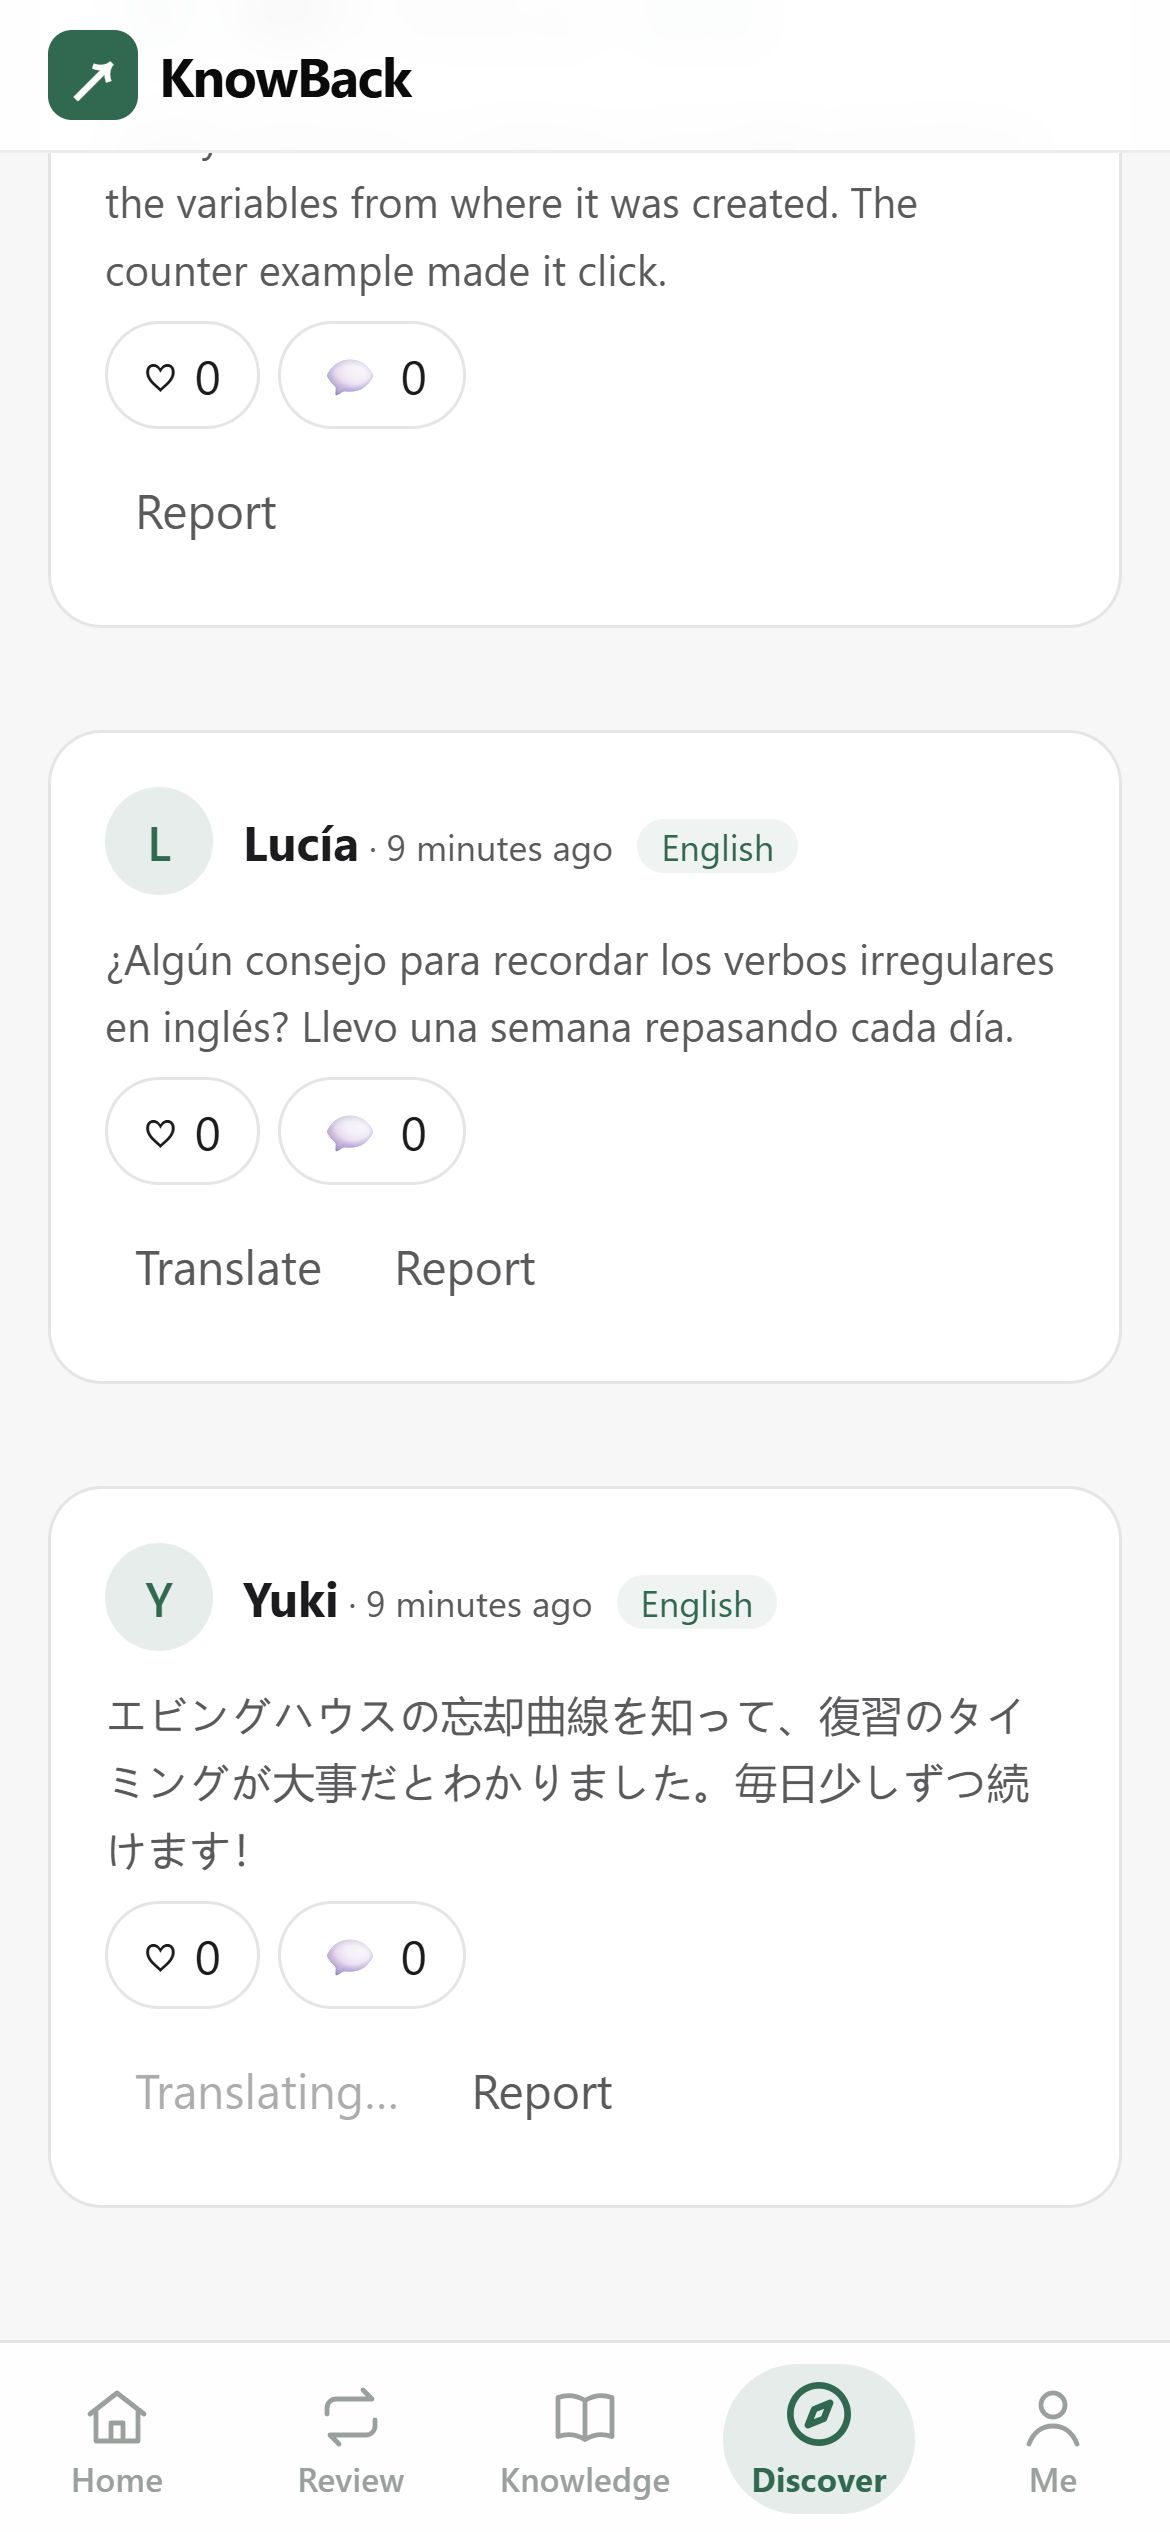 KnowBack
the variables from where it was created. The
counter example made it click.
♡ 0 💬 0
Report
L Lucía · 9 minutes ago English
¿Algún consejo para recordar los verbos irregulares
en inglés? Llevo una semana repasando cada día.
♡ 0 💬 0
Translate Report
Y Yuki · 9 minutes ago English
エビングハウスの忘却曲線を知って、復習のタイ
ミングが大事だとわかりました。毎日少しずつ続
けます！
♡ 0 💬 0
Translating... Report
Home Review Knowledge Discover Me